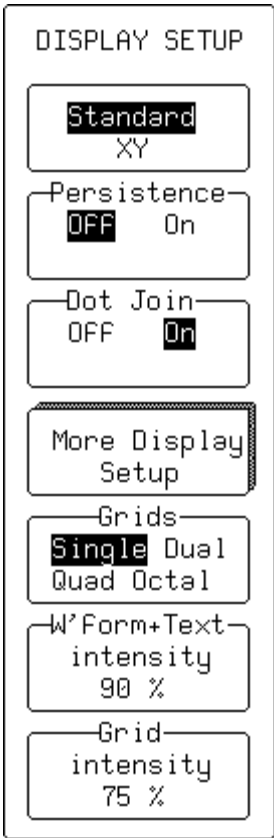 DISPLAY SETUP
Standard
XY
Persistence
OFF On
Dot Join
OFF On
More Display
Setup
Grids
Single Dual
Quad Octal
W'Form+Text
intensity
90 %
Grid
intensity
75 %